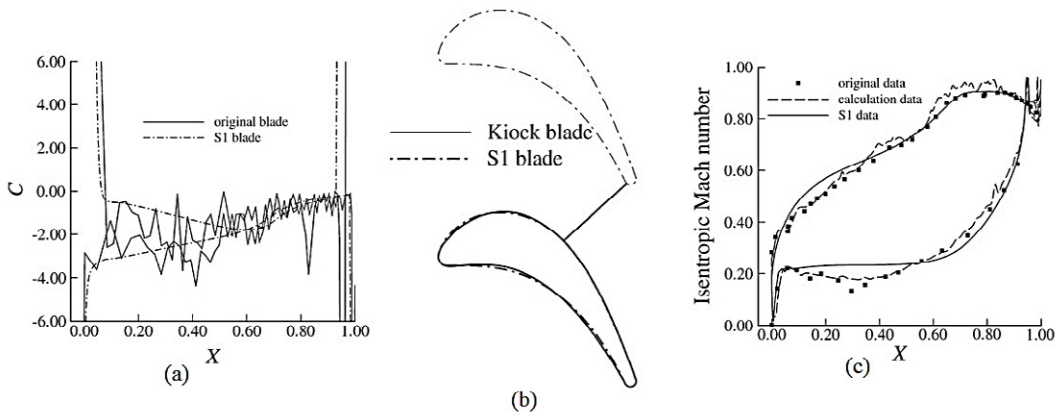 6.00
4.00
2.00
0.00
-2.00
-4.00
-6.00
C
original blade
S1 blade
0.00 0.20 0.40 0.60 0.80 1.00
X
(a)
Kiock blade
S1 blade
(b)
1.00
0.80
0.60
0.40
0.20
0.00
Isentropic Mach number
original data
calculation data
S1 data
0.00 0.20 0.40 0.60 0.80 1.00
X
(c)